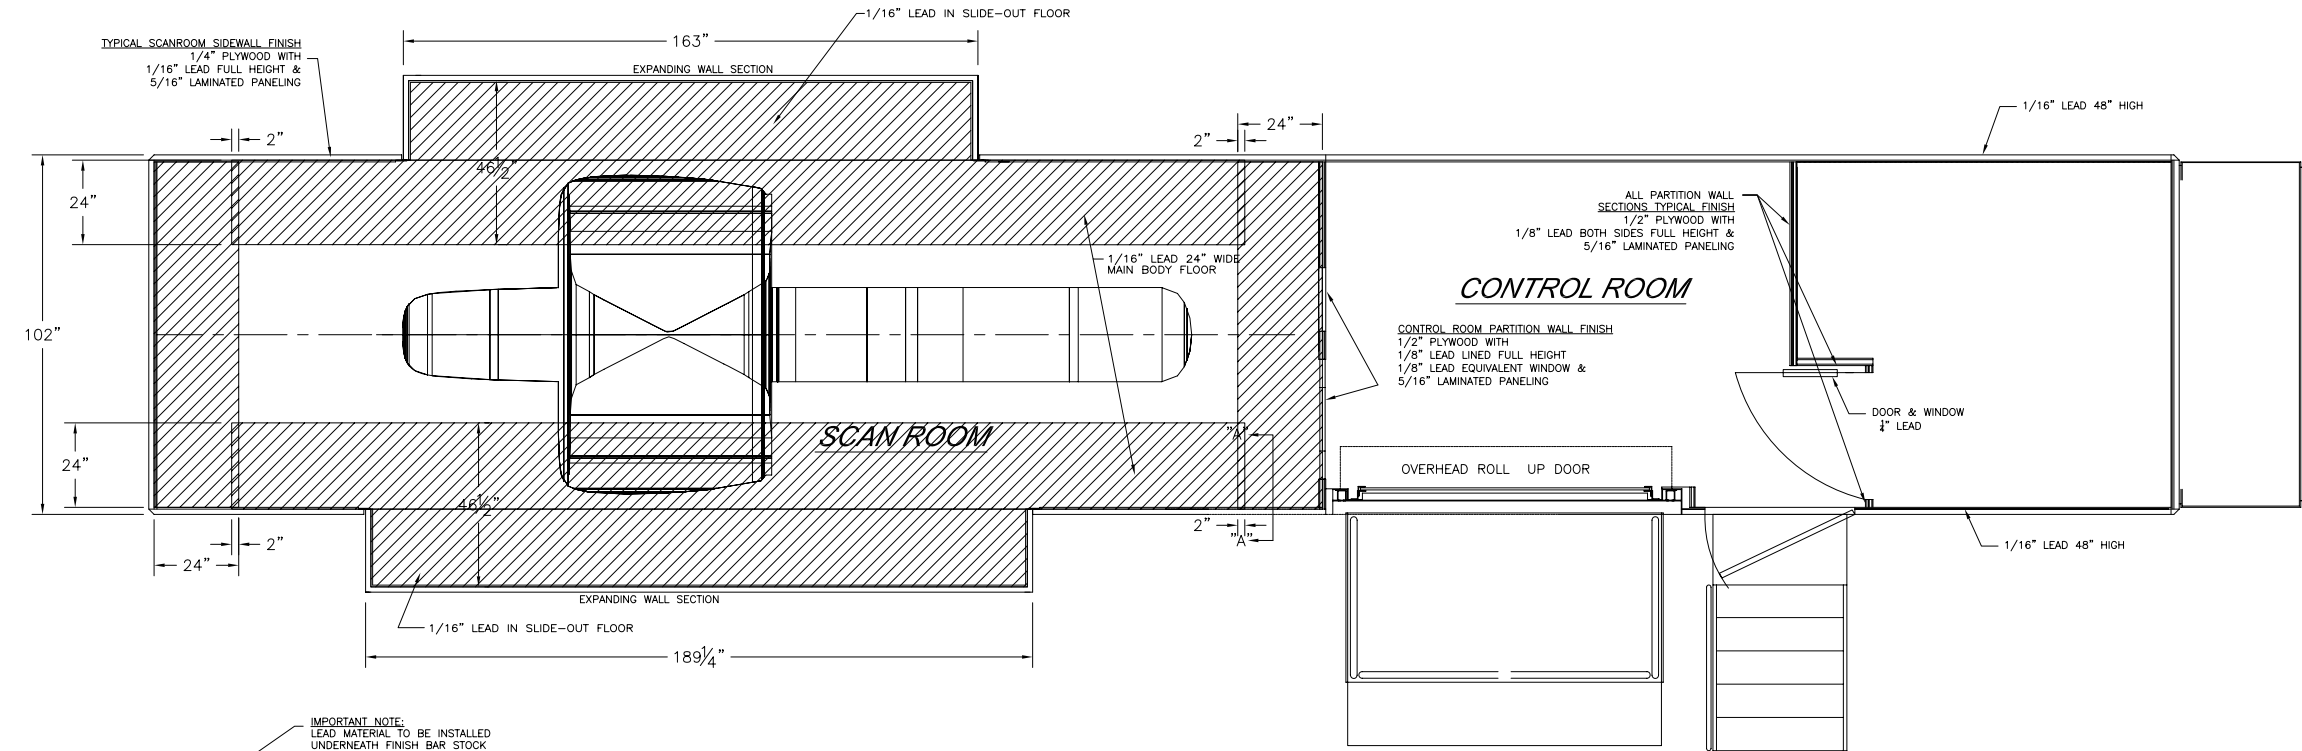 1/16” LEAD IN SLIDE-OUT FLOOR
163”
TYPICAL SCANROOM SIDEWALL FINISH
1/4” PLYWOOD WITH
1/16” LEAD FULL HEIGHT &
5/16” LAMINATED PANELING
EXPANDING WALL SECTION
1/16” LEAD 48” HIGH
2”
2”
24”
46½”
24”
ALL PARTITION WALL
SECTIONS TYPICAL FINISH
1/2” PLYWOOD WITH
1/8” LEAD BOTH SIDES FULL HEIGHT &
5/16” LAMINATED PANELING
1/16” LEAD 24” WIDE
MAIN BODY FLOOR
CONTROL ROOM
102”
CONTROL ROOM PARTITION WALL FINISH
1/2” PLYWOOD WITH
1/8” LEAD LINED FULL HEIGHT
1/8” LEAD EQUIVALENT WINDOW &
5/16” LAMINATED PANELING
DOOR & WINDOW
¼” LEAD
SCAN ROOM
"A"
24”
OVERHEAD ROLL UP DOOR
46½”
2”
"A"
2”
24”
1/16” LEAD 48” HIGH
EXPANDING WALL SECTION
1/16” LEAD IN SLIDE-OUT FLOOR
189¼”
IMPORTANT NOTE:
LEAD MATERIAL TO BE INSTALLED
UNDERNEATH FINISH BAR STOCK